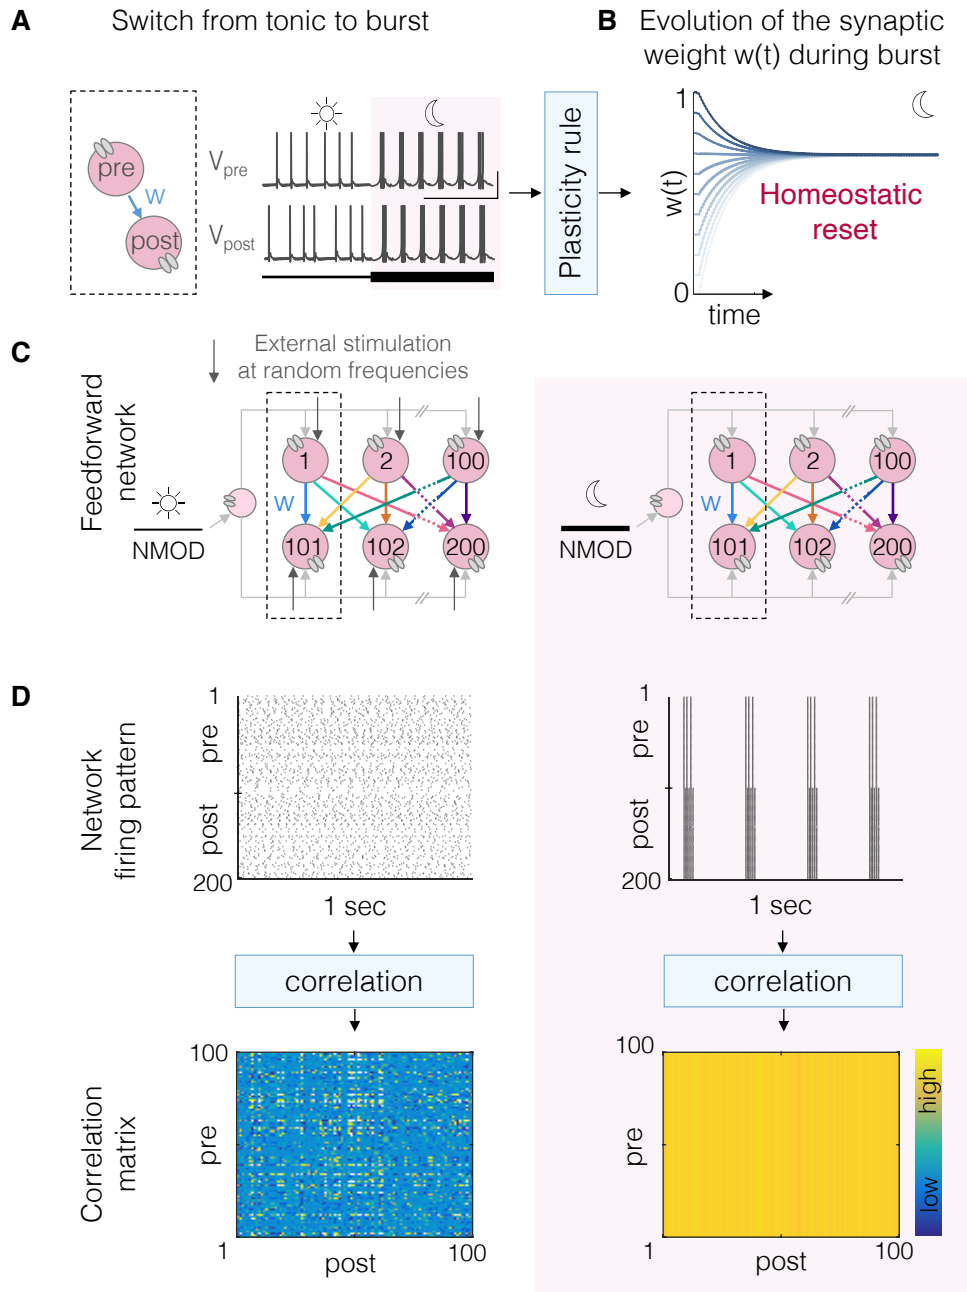 A
Switch from tonic to burst
pre
W
post
Vpre
Vpost
Plasticity rule
B
Evolution of the synaptic
weight w(t) during burst
1
w(t)
0
time
Homeostatic
reset
C
External stimulation
at random frequencies
Feedforward
network
NMOD
1
2
100
W
101
102
200
NMOD
1
2
100
W
101
102
200
D
Network
firing pattern
1
pre
post
200
1 sec
1
pre
post
200
1 sec
correlation
correlation
Correlation
matrix
100
pre
1
post
100
100
pre
1
post
100
high
low